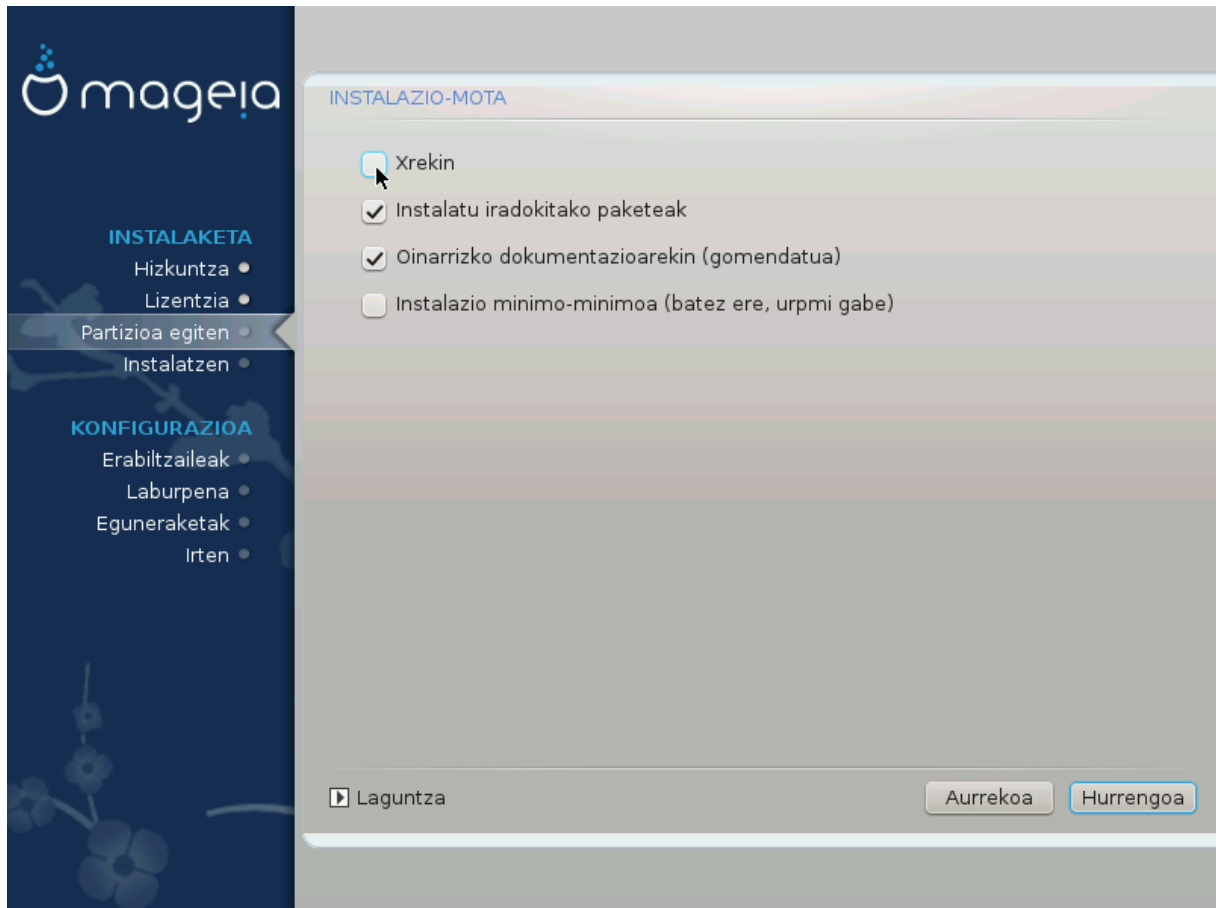 mageia
INSTALAKETA
Hizkuntza
Lizentzia
Partizioa egiten
Instalatzen
KONFIGURAZIOA
Erabiltzaileak
Laburpena
Eguneraketak
Irten
INSTALAZIO-MOTA
Xrekin
Instalatu iradokitako paketeak
Oinarrizko dokumentazioarekin (gomendatua)
Instalazio minimo-minimoa (batez ere, urpmi gabe)
Laguntza
Aurrekoa
Hurrengoa